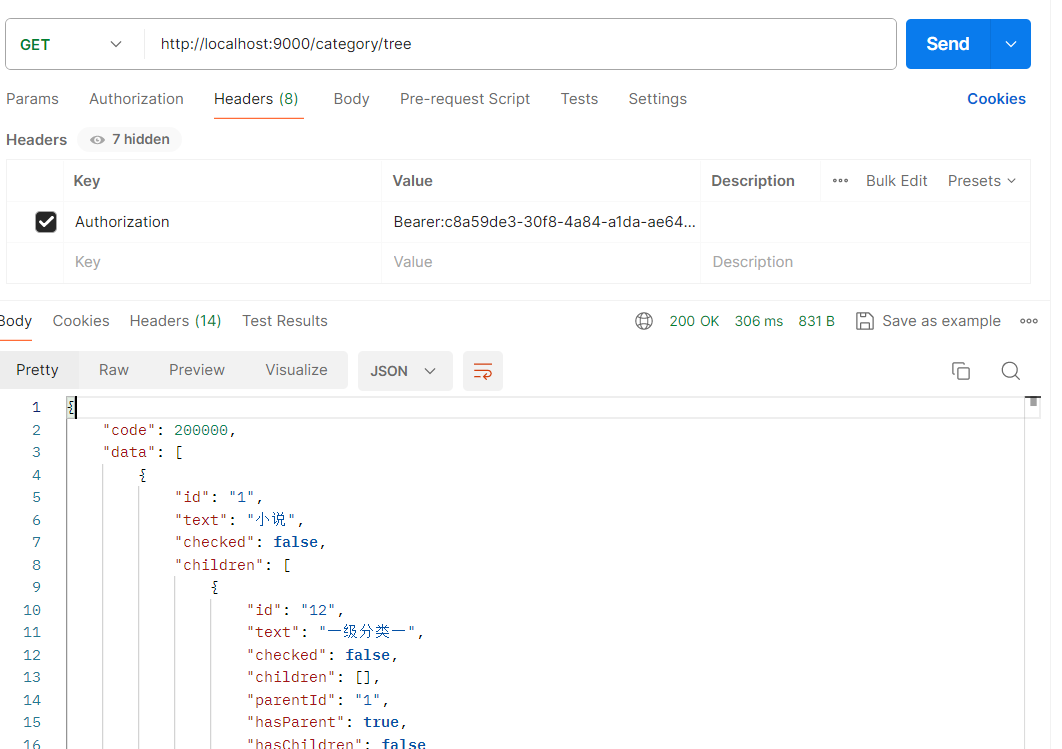 GET http://localhost:9000/category/tree Send
Params Authorization Headers (8) Body Pre-request Script Tests Settings Cookies
Headers 7 hidden
Key Value Description Bulk Edit Presets
Authorization Bearer:c8a59de3-30f8-4a84-a1da-ae64...
Key Value Description
Body Cookies Headers (14) Test Results 200 OK 306 ms 831 B Save as example
Pretty Raw Preview Visualize JSON
1 {
2 "code": 200000,
3 "data": [
4 {
5 "id": "1",
6 "text": "小说",
7 "checked": false,
8 "children": [
9 {
10 "id": "12",
11 "text": "一级分类一",
12 "checked": false,
13 "children": [],
14 "parentId": "1",
15 "hasParent": true,
16 "hasChildren": false